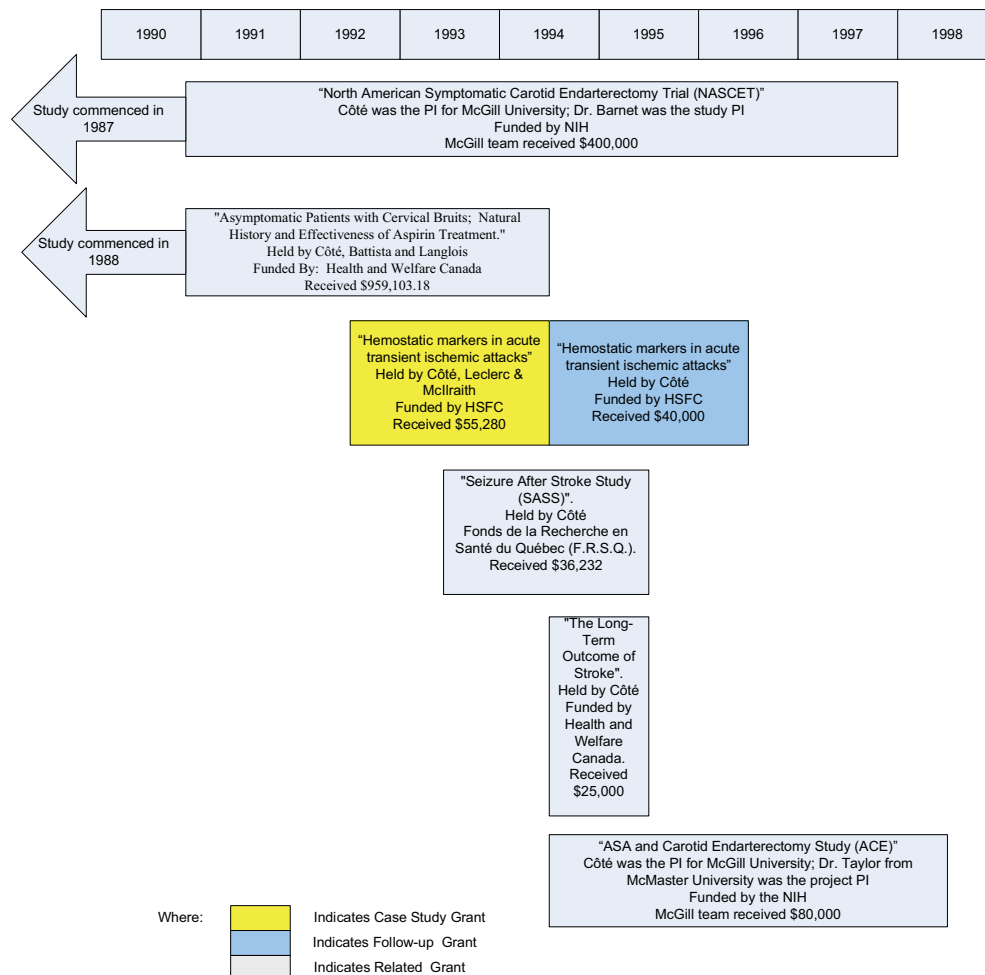 1990 1991 1992 1993 1994 1995 1996 1997 1998
Study commenced in
1987
“North American Symptomatic Carotid Endarterectomy Trial (NASCET)”
Côté was the PI for McGill University; Dr. Barnet was the study PI
Funded by NIH
McGill team received $400,000
Study commenced in
1988
"Asymptomatic Patients with Cervical Bruits;  Natural
History and Effectiveness of Aspirin Treatment."
Held by Côté, Battista and Langlois
Funded By:  Health and Welfare Canada
Received $959,103.18
“Hemostatic markers in acute
transient ischemic attacks”
Held by Côté, Leclerc &
McIlraith
Funded by HSFC
Received $55,280
“Hemostatic markers in acute
transient ischemic attacks”
Held by Côté
Funded by HSFC
Received $40,000
"Seizure After Stroke Study
(SASS)".
Held by Côté
Fonds de la Recherche en
Santé du Québec (F.R.S.Q.).
Received $36,232
"The Long-
Term
Outcome of
Stroke".
Held by Côté
Funded by
Health and
Welfare
Canada.
Received
$25,000
“ASA and Carotid Endarterectomy Study (ACE)”
Côté was the PI for McGill University; Dr. Taylor from
McMaster University was the project PI
Funded by the NIH
McGill team received $80,000
Where:
Indicates Case Study Grant
Indicates Follow-up  Grant
Indicates Related  Grant